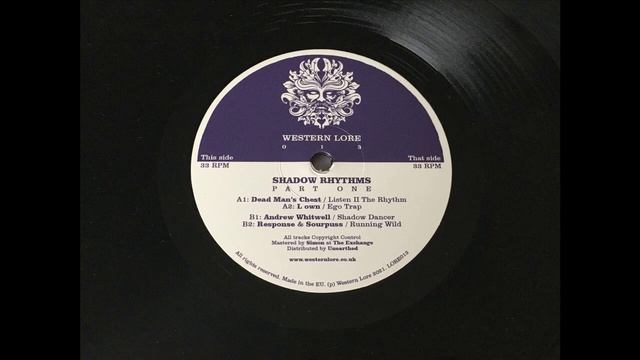 WESTERN LORE
0 1 3
This side
33 RPM
That side
33 RPM
SHADOW RHYTHMS
PART ONE
A1: Dead Man's Chest / Listen II The Rhythm
A2: L own / Ego Trap
B1: Andrew Whitwell / Shadow Dancer
B2: Response & Sourpuss / Running Wild
All tracks Copyright Control
Mastered by Simon at The Exchange
Distributed by Unearthed
www.westernlore.co.uk
All rights reserved. Made in the EU. (p) Western Lore 2021. LORE013